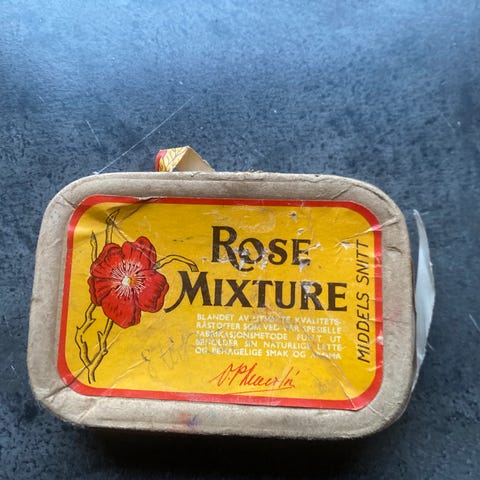 ROSE
MIXTURE
BLANDET AV UTSØKTE KVALITETS-
RÅSTOFFER SOM VED VÅR SPESIELLE
FABRIKASJONSMETODE FULLT UT
BEHOLDER SIN NATURLIGE LETTE
OG BEHAGELIGE SMAK OG AROMA
MIDDELS SNITT